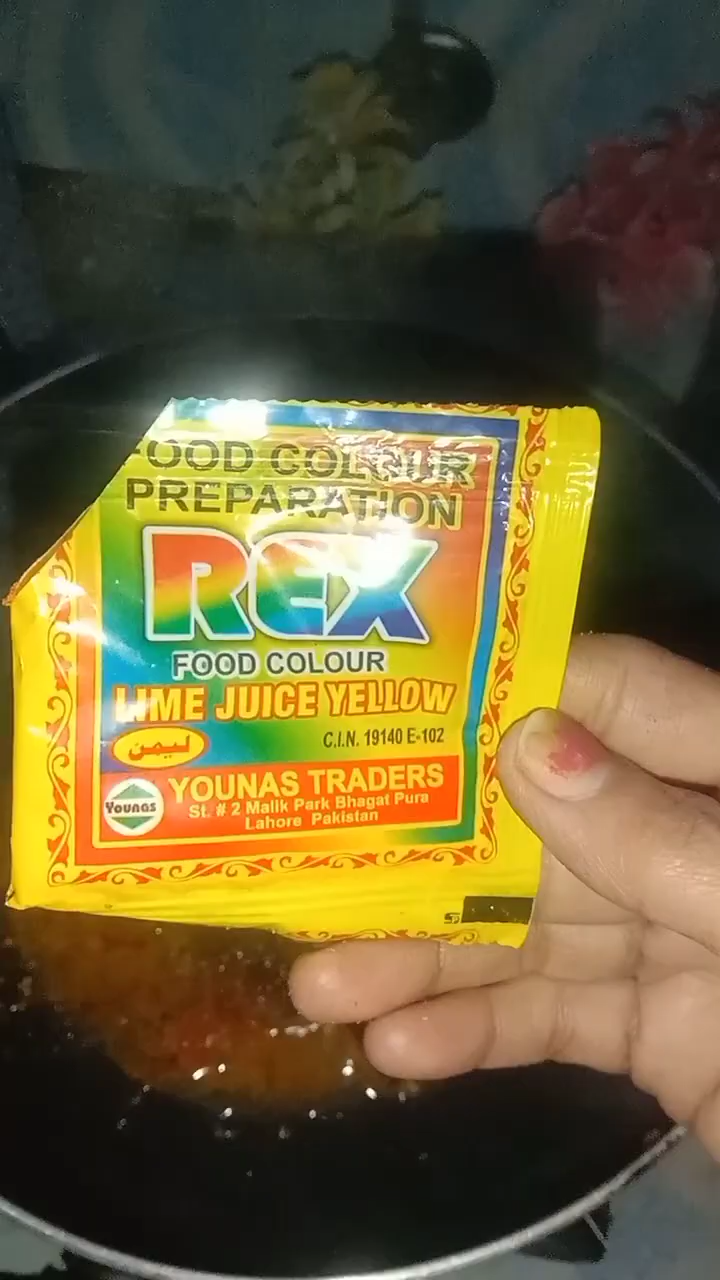 FOOD COLOUR
PREPARATION
REX
FOOD COLOUR
LIME JUICE YELLOW
لیمن
C.I.N. 19140 E-102
Younas
YOUNAS TRADERS
St. # 2 Malik Park Bhagat Pura
Lahore Pakistan